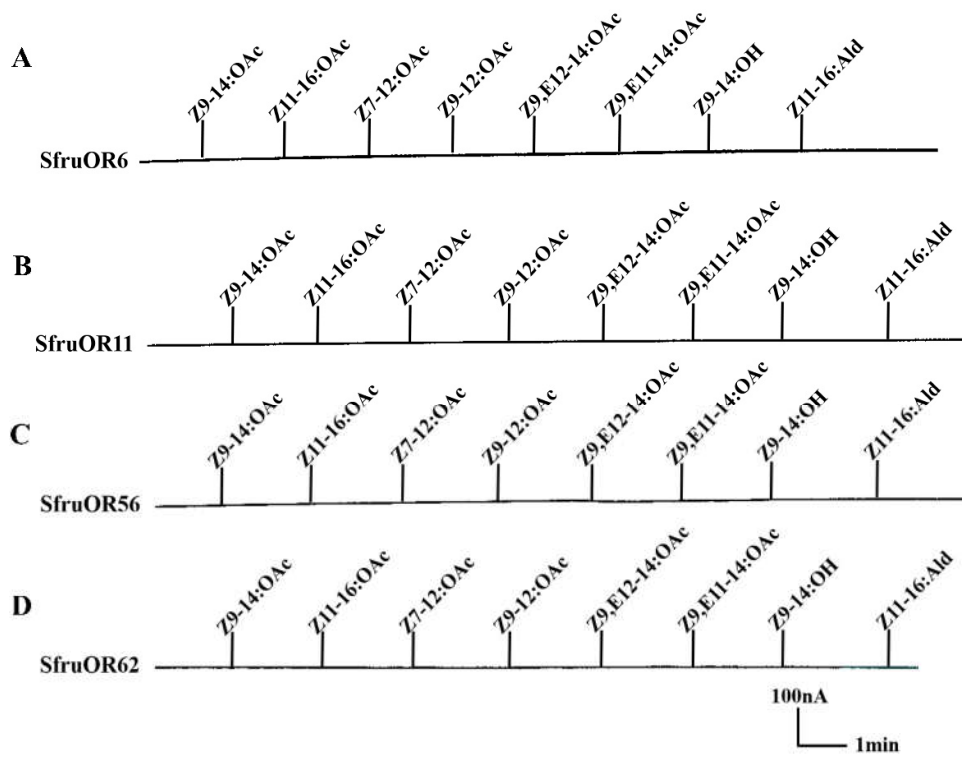 A
Z9-14:OAc Z11-16:OAc Z7-12:OAc Z9-12:OAc Z9,E12-14:OAc Z9,E11-14:OAc Z9-14:OH Z11-16:Ald
SfruOR6
B
Z9-14:OAc Z11-16:OAc Z7-12:OAc Z9-12:OAc Z9,E12-14:OAc Z9,E11-14:OAc Z9-14:OH Z11-16:Ald
SfruOR11
C
Z9-14:OAc Z11-16:OAc Z7-12:OAc Z9-12:OAc Z9,E12-14:OAc Z9,E11-14:OAc Z9-14:OH Z11-16:Ald
SfruOR56
D
Z9-14:OAc Z11-16:OAc Z7-12:OAc Z9-12:OAc Z9,E12-14:OAc Z9,E11-14:OAc Z9-14:OH Z11-16:Ald
SfruOR62
100nA
1min